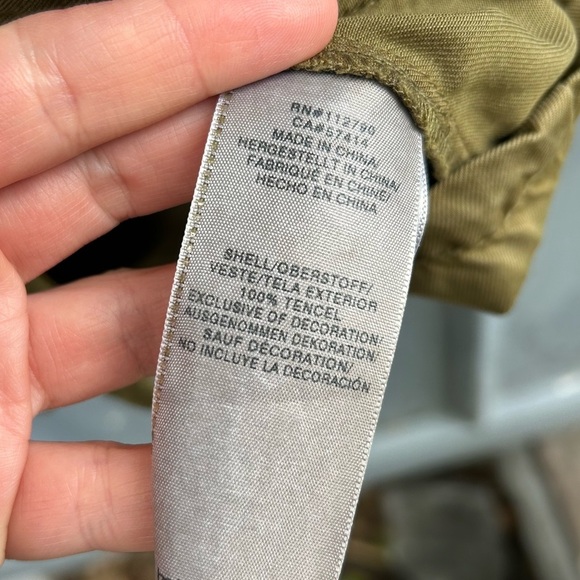 RN#112790
CA#57414
MADE IN CHINA/
HERGESTELLT IN CHINA/
FABRIQUÉ EN CHINE/
HECHO EN CHINA
SHELL/OBERSTOFF/
VESTE/TELA EXTERIOR
100% TENCEL
EXCLUSIVE OF DECORATION/
AUSGENOMMEN DEKORATION/
SAUF DÉCORATION/
NO INCLUYE LA DECORACIÓN